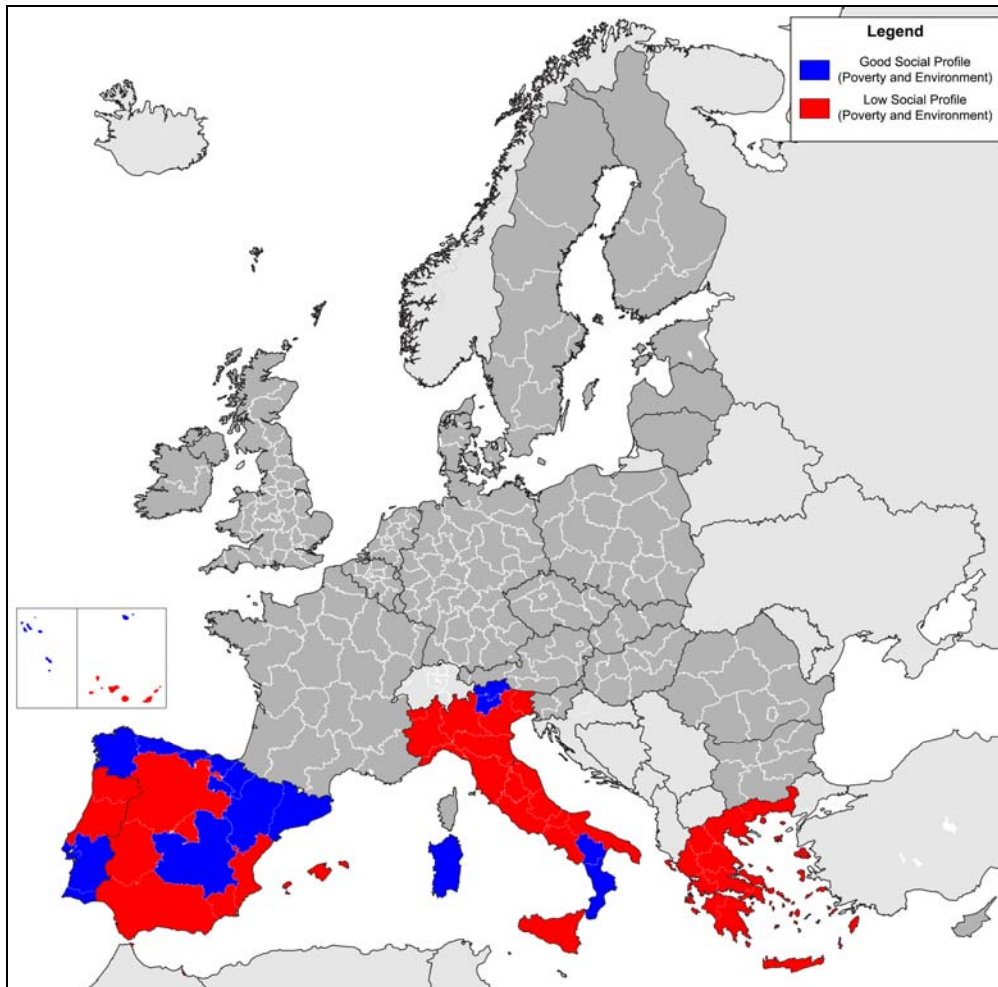 Legend
Good Social Profile
(Poverty and Environment)
Low Social Profile
(Poverty and Environment)